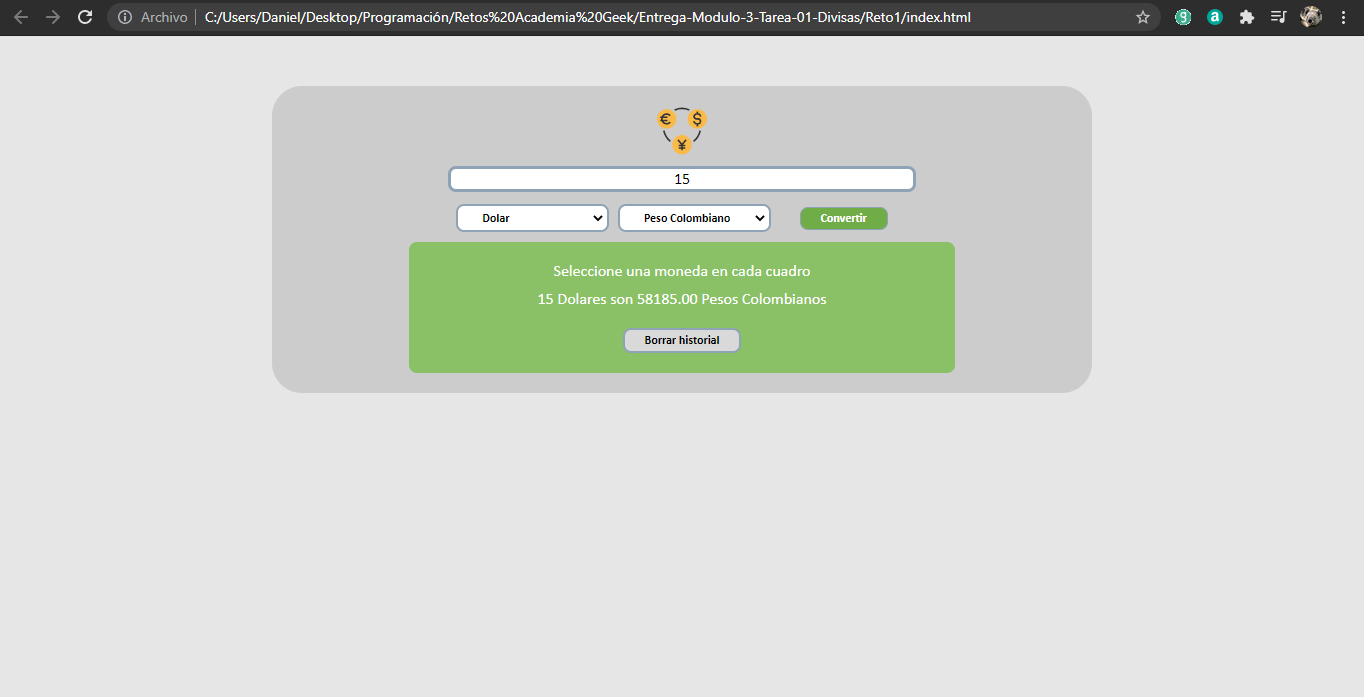 Archivo C:/Users/Daniel/Desktop/Programación/Retos%20Academia%20Geek/Entrega-Modulo-3-Tarea-01-Divisas/Reto1/index.html
€ $
¥
15
Dolar Peso Colombiano Convertir
Seleccione una moneda en cada cuadro
15 Dolares son 58185.00 Pesos Colombianos
Borrar historial